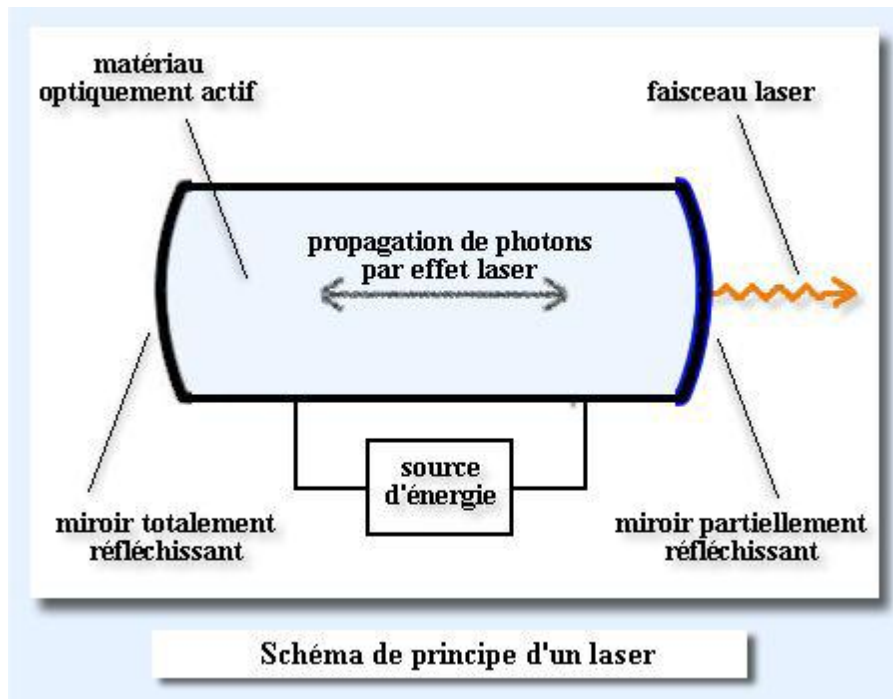 matériau
optiquement actif
faisceau laser
propagation de photons
par effet laser
source
d'énergie
miroir totalement
réfléchissant
miroir partiellement
réfléchissant
Schéma de principe d'un laser